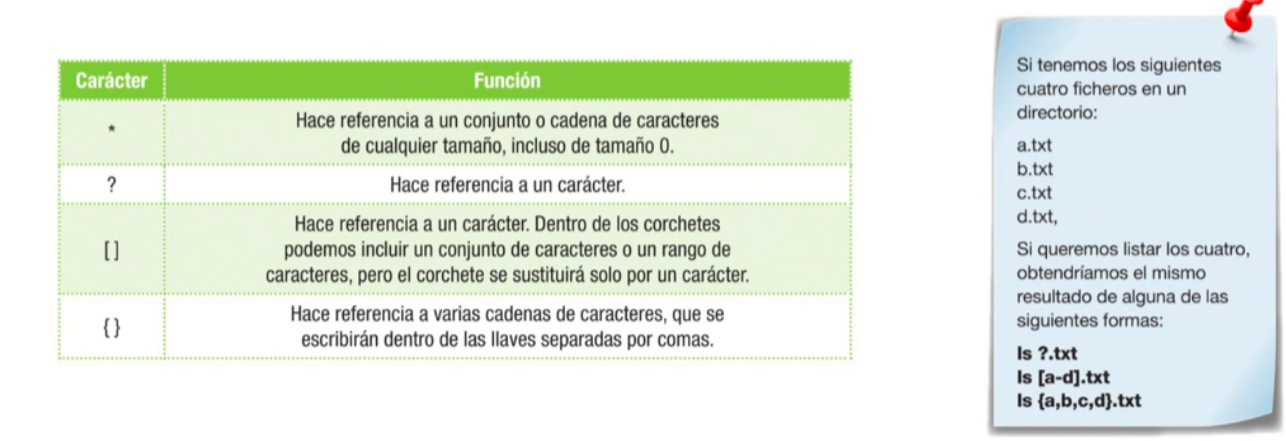 Carácter Función
* Hace referencia a un conjunto o cadena de caracteres
de cualquier tamaño, incluso de tamaño 0.
? Hace referencia a un carácter.
Hace referencia a un carácter. Dentro de los corchetes
[ ] podemos incluir un conjunto de caracteres o un rango de
caracteres, pero el corchete se sustituirá solo por un carácter.
{ } Hace referencia a varias cadenas de caracteres, que se
escribirán dentro de las llaves separadas por comas.
Si tenemos los siguientes
cuatro ficheros en un
directorio:
a.txt
b.txt
c.txt
d.txt,
Si queremos listar los cuatro,
obtendríamos el mismo
resultado de alguna de las
siguientes formas:
ls ?.txt
ls [a-d].txt
ls {a,b,c,d}.txt